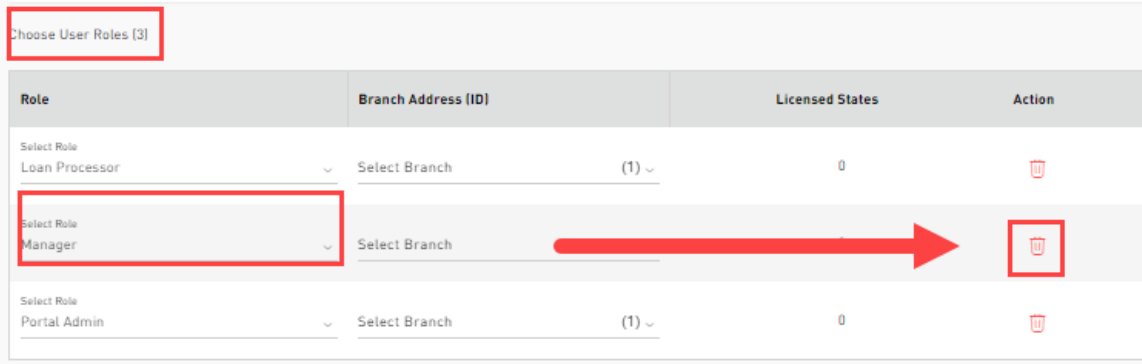 Choose User Roles (3)
Role Branch Address (ID) Licensed States Action
Select Role
Loan Processor Select Branch (1) 0
Select Role
Manager Select Branch
Select Role
Portal Admin Select Branch (1) 0